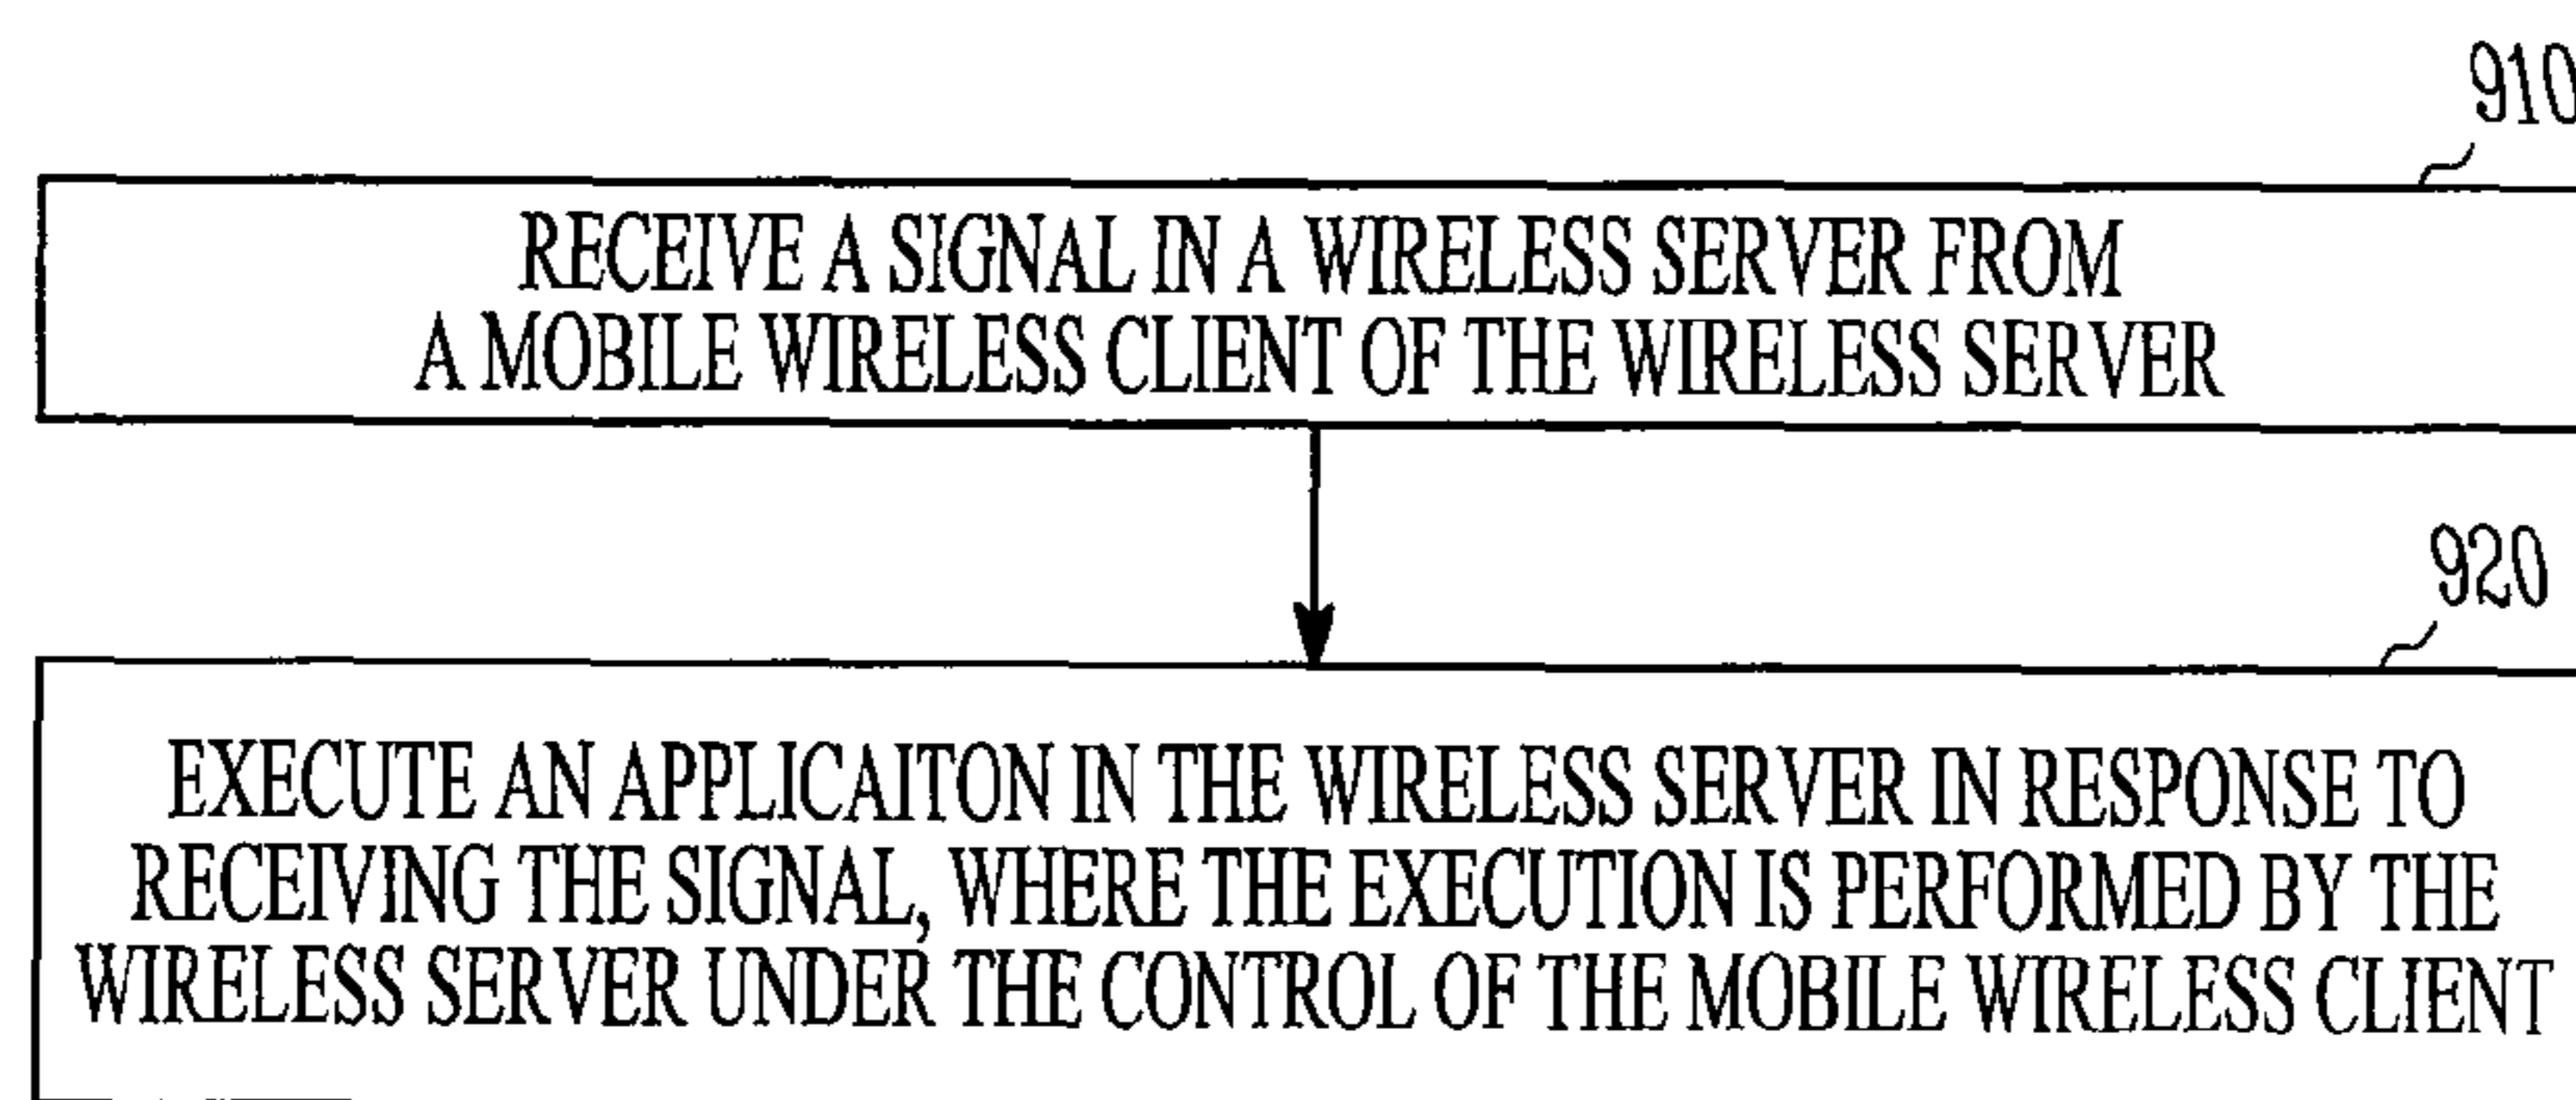 910
RECEIVE A SIGNAL IN A WIRELESS SERVER FROM
A MOBILE WIRELESS CLIENT OF THE WIRELESS SERVER
920
EXECUTE AN APPLICAITON IN THE WIRELESS SERVER IN RESPONSE TO
RECEIVING THE SIGNAL, WHERE THE EXECUTION IS PERFORMED BY THE
WIRELESS SERVER UNDER THE CONTROL OF THE MOBILE WIRELESS CLIENT